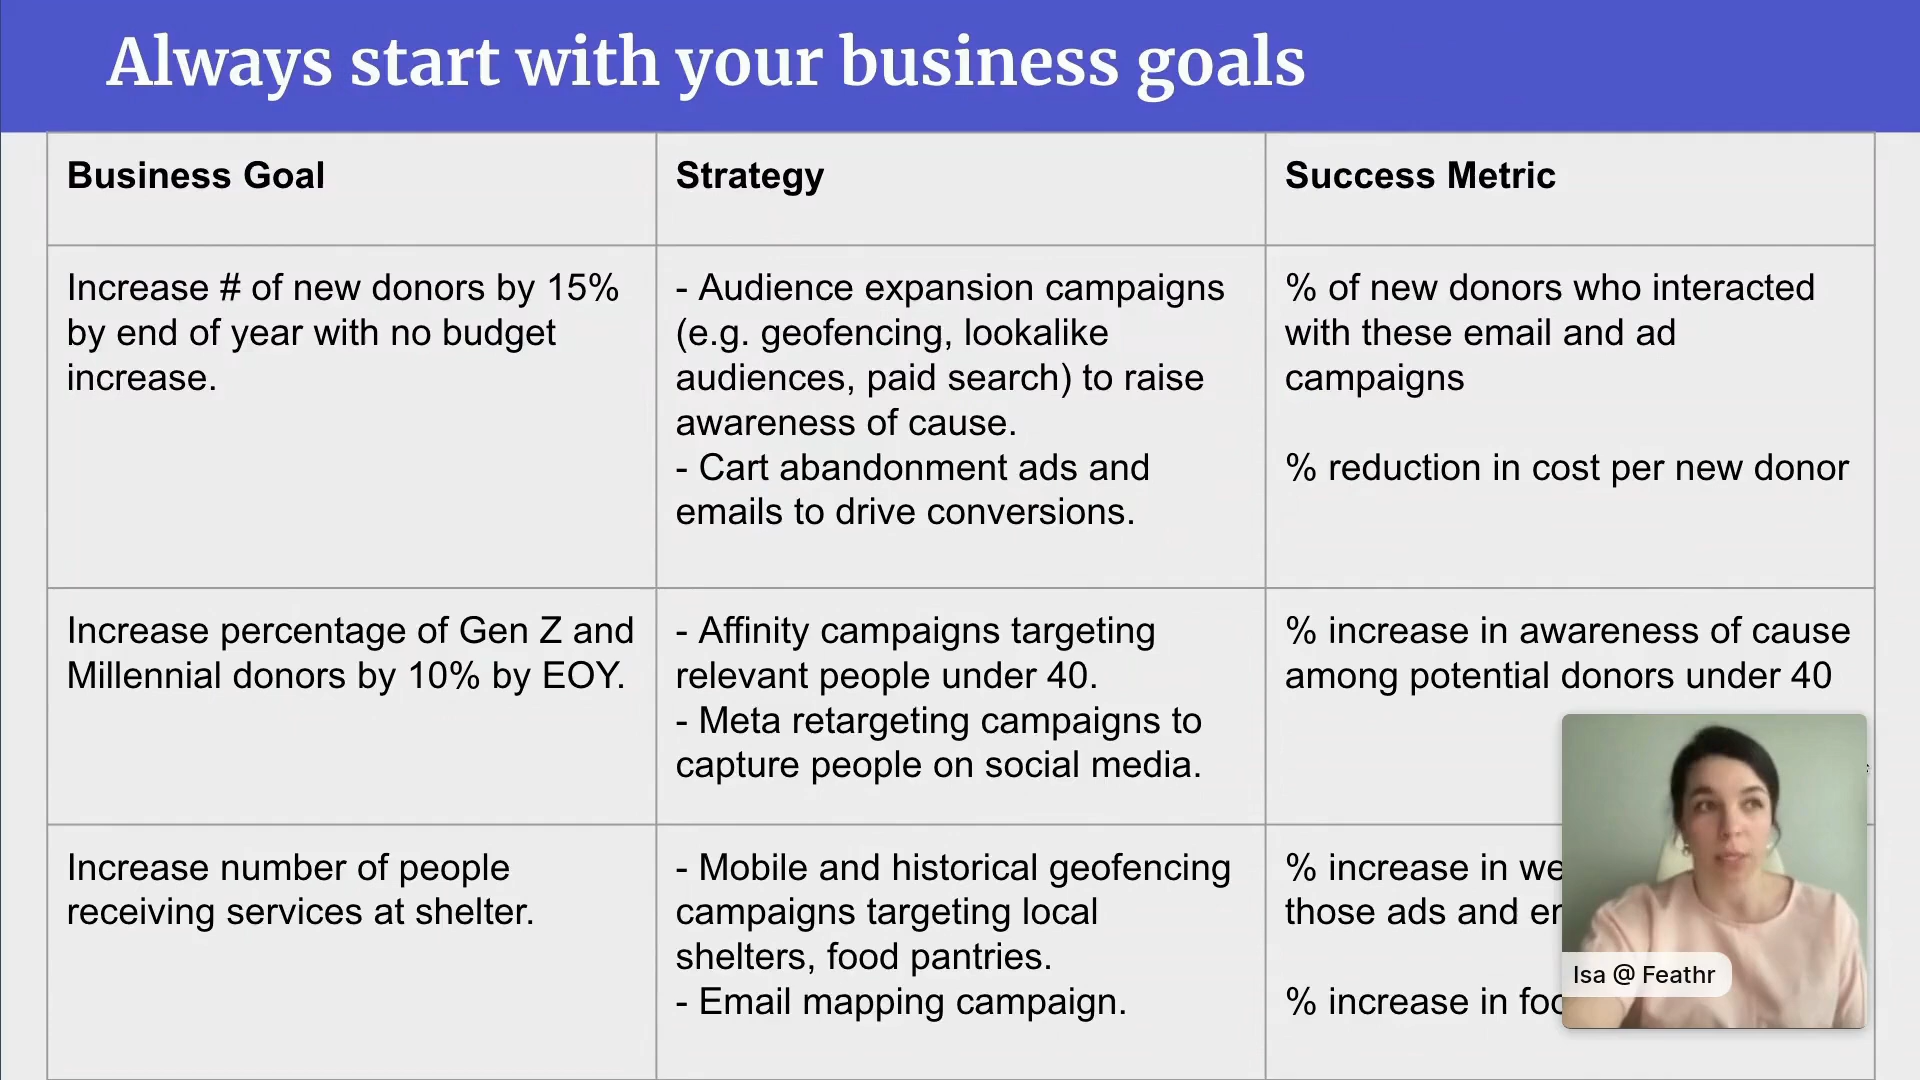 Always start with your business goals
Business Goal
Strategy
Success Metric
Increase # of new donors by 15%
by end of year with no budget
increase.
- Audience expansion campaigns
(e.g. geofencing, lookalike
audiences, paid search) to raise
awareness of cause.
- Cart abandonment ads and
emails to drive conversions.
% of new donors who interacted
with these email and ad
campaigns
% reduction in cost per new donor
Increase percentage of Gen Z and
Millennial donors by 10% by EOY.
- Affinity campaigns targeting
relevant people under 40.
- Meta retargeting campaigns to
capture people on social media.
% increase in awareness of cause
among potential donors under 40
Increase number of people
receiving services at shelter.
- Mobile and historical geofencing
campaigns targeting local
shelters, food pantries.
- Email mapping campaign.
% increase in
those ads and
% increase in
Isa @ Feathr